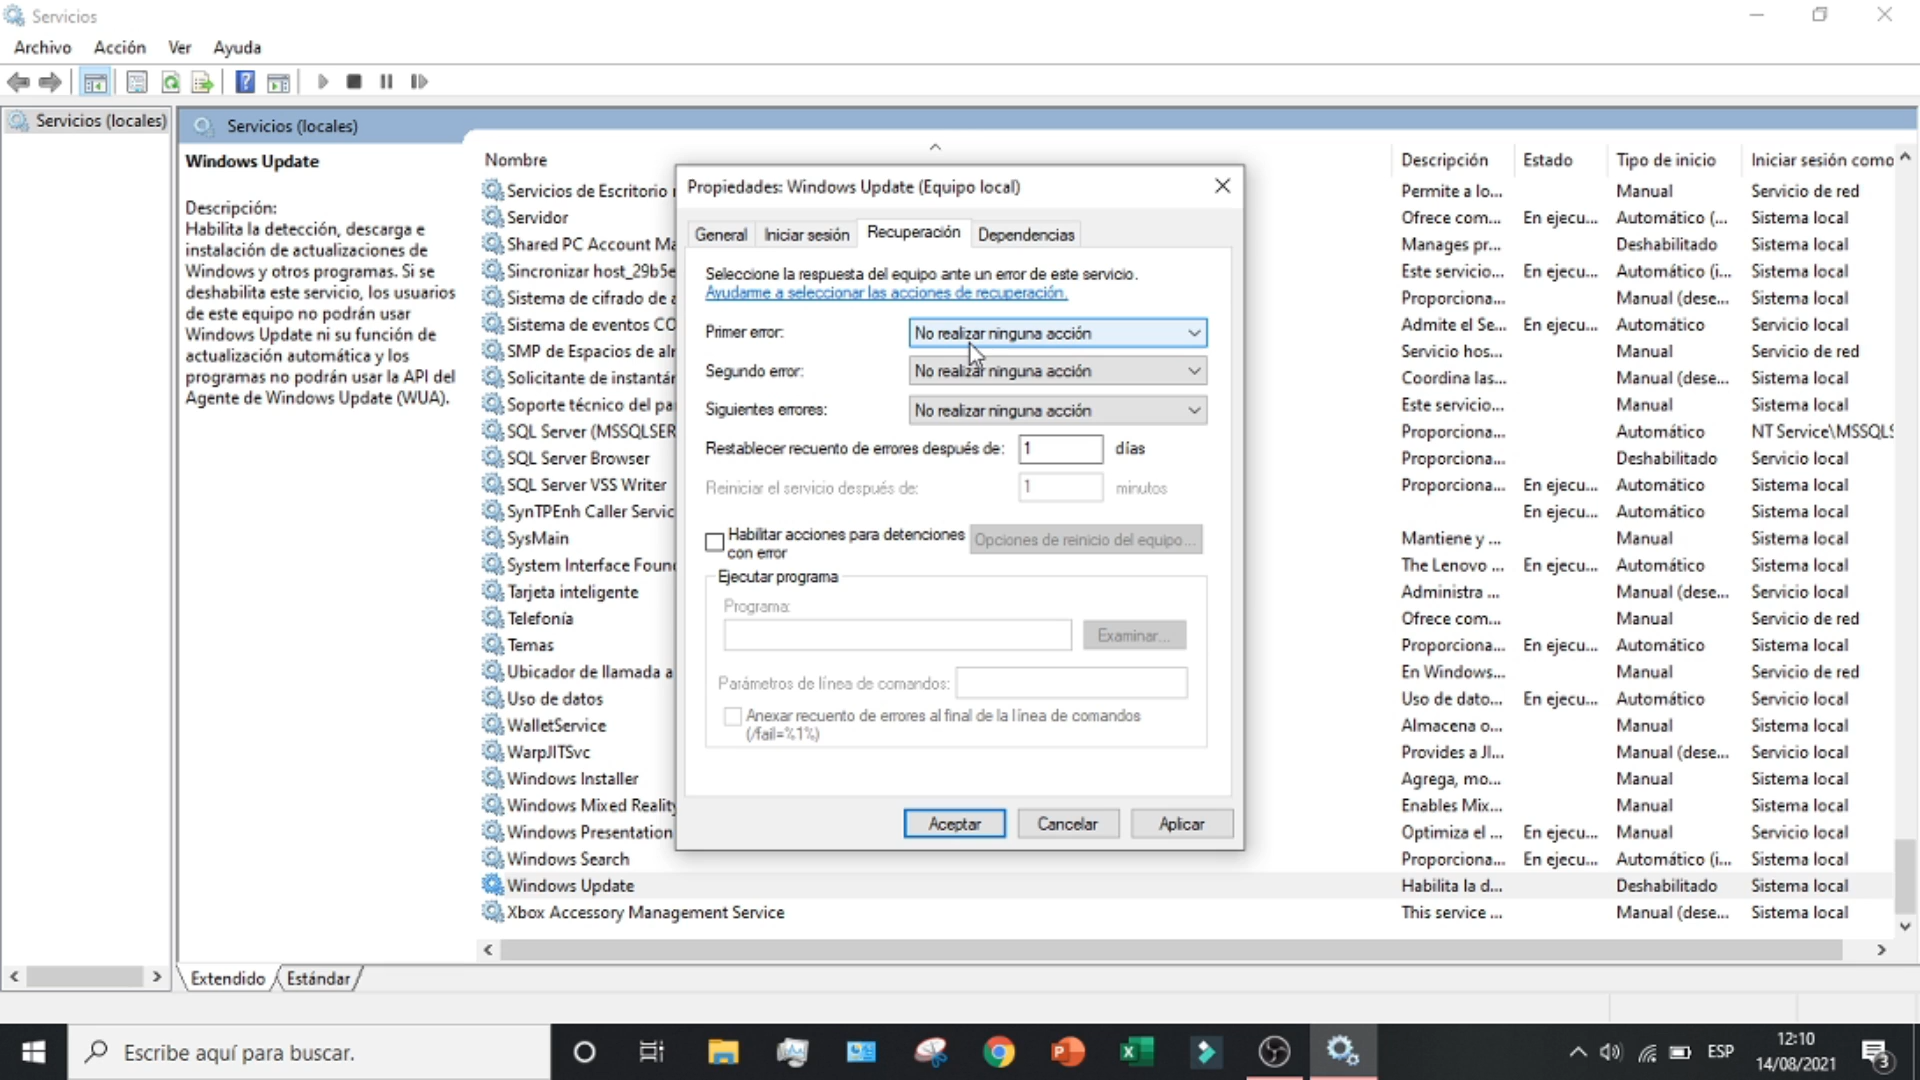 Servicios
Archivo Acción Ver Ayuda
Servicios (locales)
Servicios (locales)
Windows Update
Descripción:
Habilita la detección, descarga e
instalación de actualizaciones de
Windows y otros programas. Si se
deshabilita este servicio, los usuarios
de este equipo no podrán usar
Windows Update ni su función de
actualización automática y los
programas no podrán usar la API del
Agente de Windows Update (WUA).
Nombre Descripción Estado Tipo de inicio Iniciar sesión como
Servicios de Escritorio Permite a lo... Manual Servicio de red
Servidor Ofrece com... En ejecu... Automático (... Sistema local
Shared PC Account Ma Manages pr... Deshabilitado Sistema local
Sincronizar host_29b5e Este servicio... En ejecu... Automático (i... Sistema local
Sistema de cifrado de a Proporciona... Manual (dese... Sistema local
Sistema de eventos CO Admite el Se... En ejecu... Automático Servicio local
SMP de Espacios de alm Servicio hos... Manual Servicio de red
Solicitante de instantán Coordina las... Manual (dese... Sistema local
Soporte técnico del pa Este servicio... Manual Sistema local
SQL Server (MSSQLSER Proporciona... Automático NT Service\MSSQLS
SQL Server Browser Proporciona... Deshabilitado Servicio local
SQL Server VSS Writer Proporciona... En ejecu... Automático Sistema local
SynTPEnh Caller Servic En ejecu... Automático Sistema local
SysMain Mantiene y ... Manual Sistema local
System Interface Foun The Lenovo ... En ejecu... Automático Sistema local
Tarjeta inteligente Administra ... Manual (dese... Servicio local
Telefonía Ofrece com... Manual Servicio de red
Temas Proporciona... En ejecu... Automático Sistema local
Ubicador de llamada a En Windows... Manual Servicio de red
Uso de datos Uso de dato... En ejecu... Automático Servicio local
WalletService Almacena o... Manual Sistema local
WarpJITSvc Provides a JI... Manual (dese... Servicio local
Windows Installer Agrega, mo... Manual Sistema local
Windows Mixed Reality Enables Mix... Manual Sistema local
Windows Presentation Optimiza el ... En ejecu... Manual Servicio local
Windows Search Proporciona... En ejecu... Automático (i... Sistema local
Windows Update Habilita la d... Deshabilitado Sistema local
Xbox Accessory Management Service This service ... Manual (dese... Sistema local
Propiedades: Windows Update (Equipo local)
General Iniciar sesión Recuperación Dependencias
Seleccione la respuesta del equipo ante un error de este servicio.
Ayudarme a seleccionar las acciones de recuperación.
Primer error: No realizar ninguna acción
Segundo error: No realizar ninguna acción
Siguientes errores: No realizar ninguna acción
Restablecer recuento de errores después de: 1 días
Reiniciar el servicio después de: 1 minutos
Habilitar acciones para detenciones
con error
Opciones de reinicio del equipo...
Ejecutar programa
Programa:
Examinar...
Parámetros de línea de comandos:
Anexar recuento de errores al final de la línea de comandos
(/fail=%1%)
Aceptar Cancelar Aplicar
Extendido Estándar
Escribe aquí para buscar.
ESP
12:10
14/08/2021
3